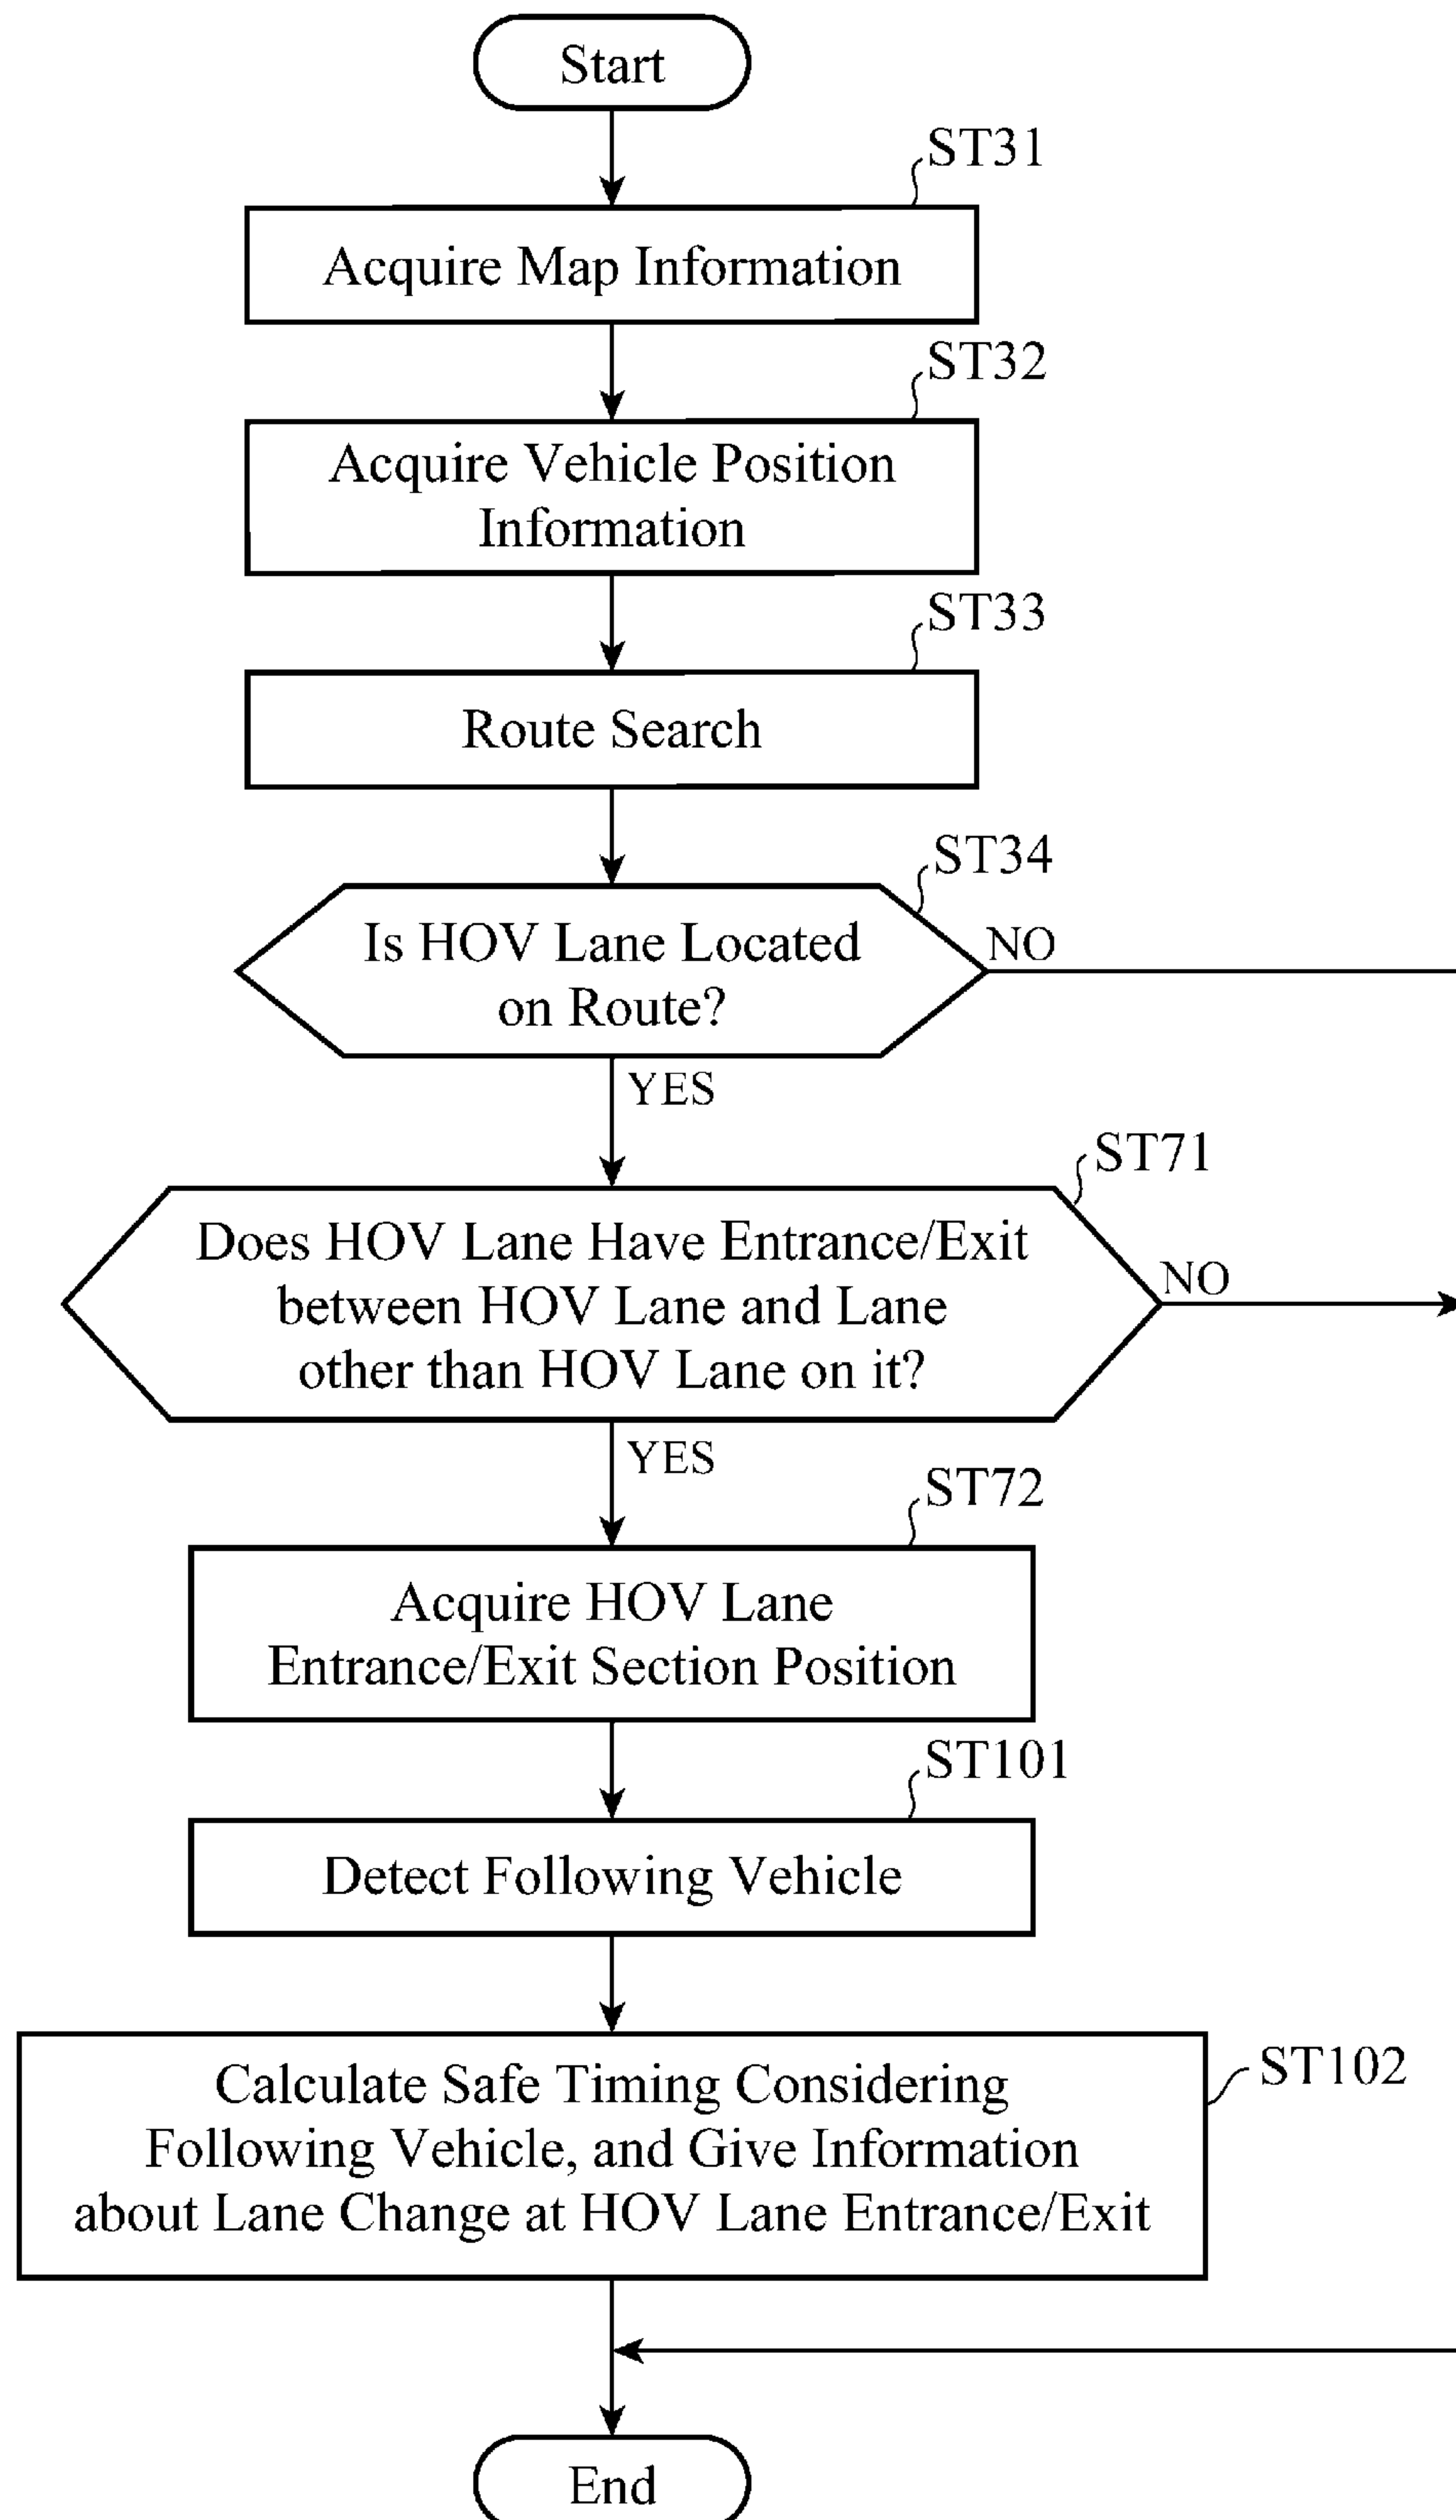 Start
ST31
Acquire Map Information
ST32
Acquire Vehicle Position
Information
ST33
Route Search
ST34
Is HOV Lane Located
on Route?
NO
YES
ST71
Does HOV Lane Have Entrance/Exit
between HOV Lane and Lane
other than HOV Lane on it?
NO
YES
ST72
Acquire HOV Lane
Entrance/Exit Section Position
ST101
Detect Following Vehicle
ST102
Calculate Safe Timing Considering
Following Vehicle, and Give Information
about Lane Change at HOV Lane Entrance/Exit
End